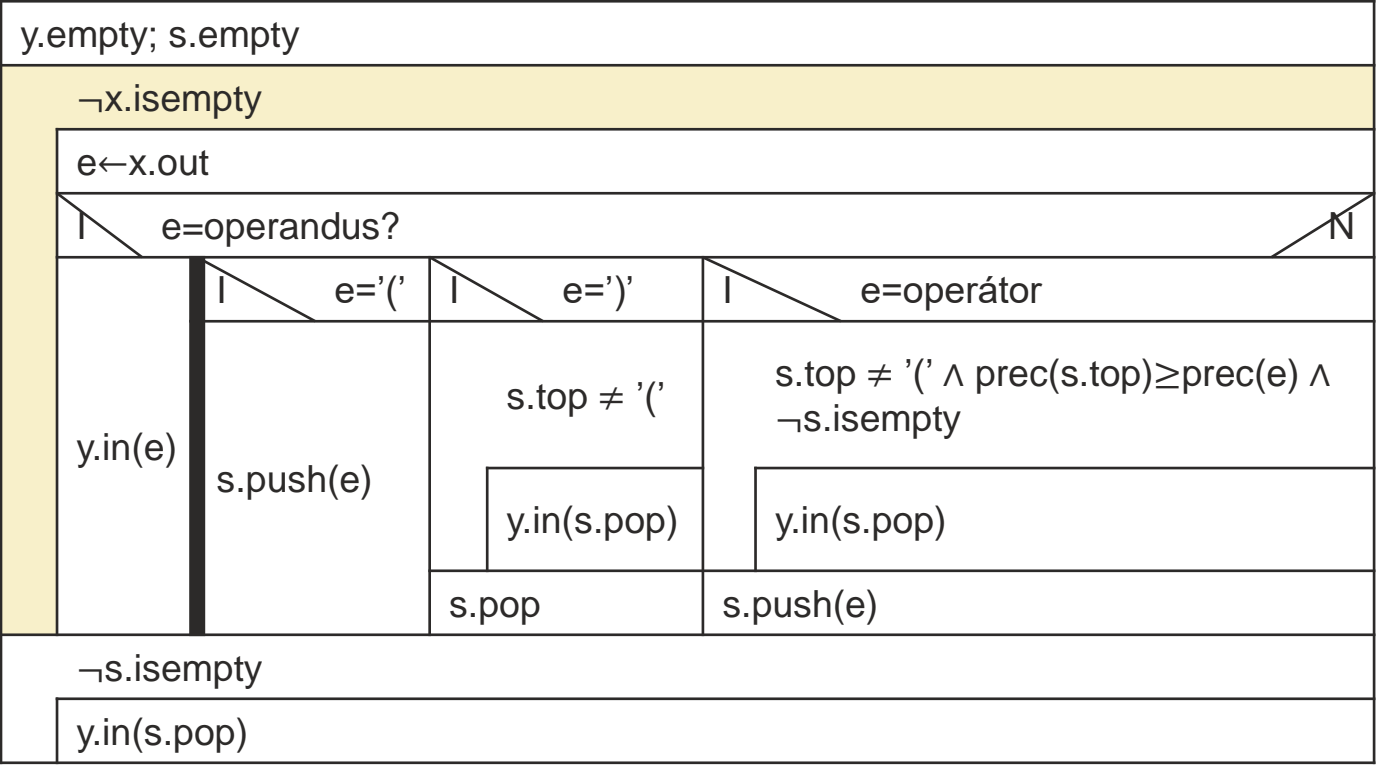 y.empty; s.empty
¬x.isempty
e←x.out
I e=operandus? N
y.in(e)
I e='(’
s.push(e)
I e=’)’
s.top ≠ ’(’
y.in(s.pop)
s.pop
I e=operátor
s.top ≠ ’(’ ∧ prec(s.top)≥prec(e) ∧
¬s.isempty
y.in(s.pop)
s.push(e)
¬s.isempty
y.in(s.pop)